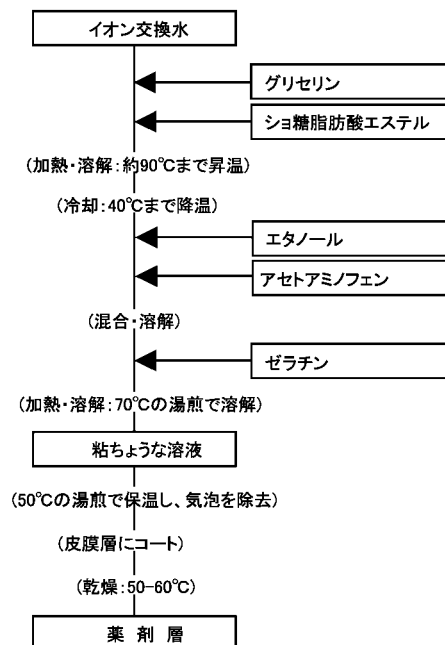 イオン交換水
グリセリン
ショ糖脂肪酸エステル
(加熱・溶解:約90℃まで昇温)
(冷却:40℃まで降温)
エタノール
アセトアミノフェン
(混合・溶解)
ゼラチン
(加熱・溶解:70℃の湯煎で溶解)
粘ちょうな溶液
(50℃の湯煎で保温し、気泡を除去)
(皮膜層にコート)
(乾燥:50-60℃)
薬 剤 層